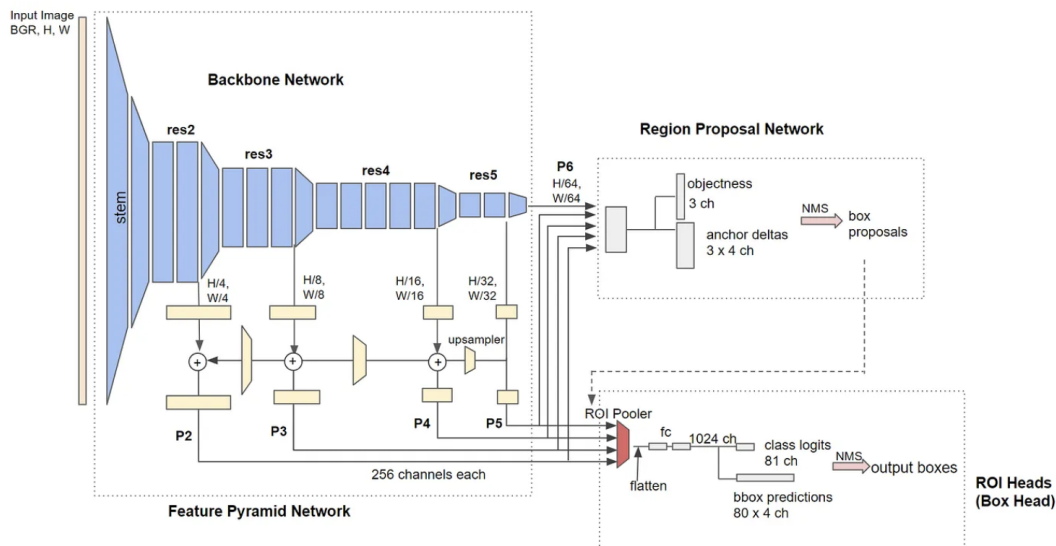 Input Image
BGR, H, W
Backbone Network
stem
res2
res3
res4
res5
P6
H/64,
W/64
Region Proposal Network
objectness
3 ch
anchor deltas
3 x 4 ch
NMS
box
proposals
H/4,
W/4
H/8,
W/8
H/16,
W/16
H/32,
W/32
upsampler
P2
P3
P4
P5
256 channels each
Feature Pyramid Network
ROI Pooler
fc
1024 ch
flatten
class logits
81 ch
bbox predictions
80 x 4 ch
NMS
output boxes
ROI Heads
(Box Head)